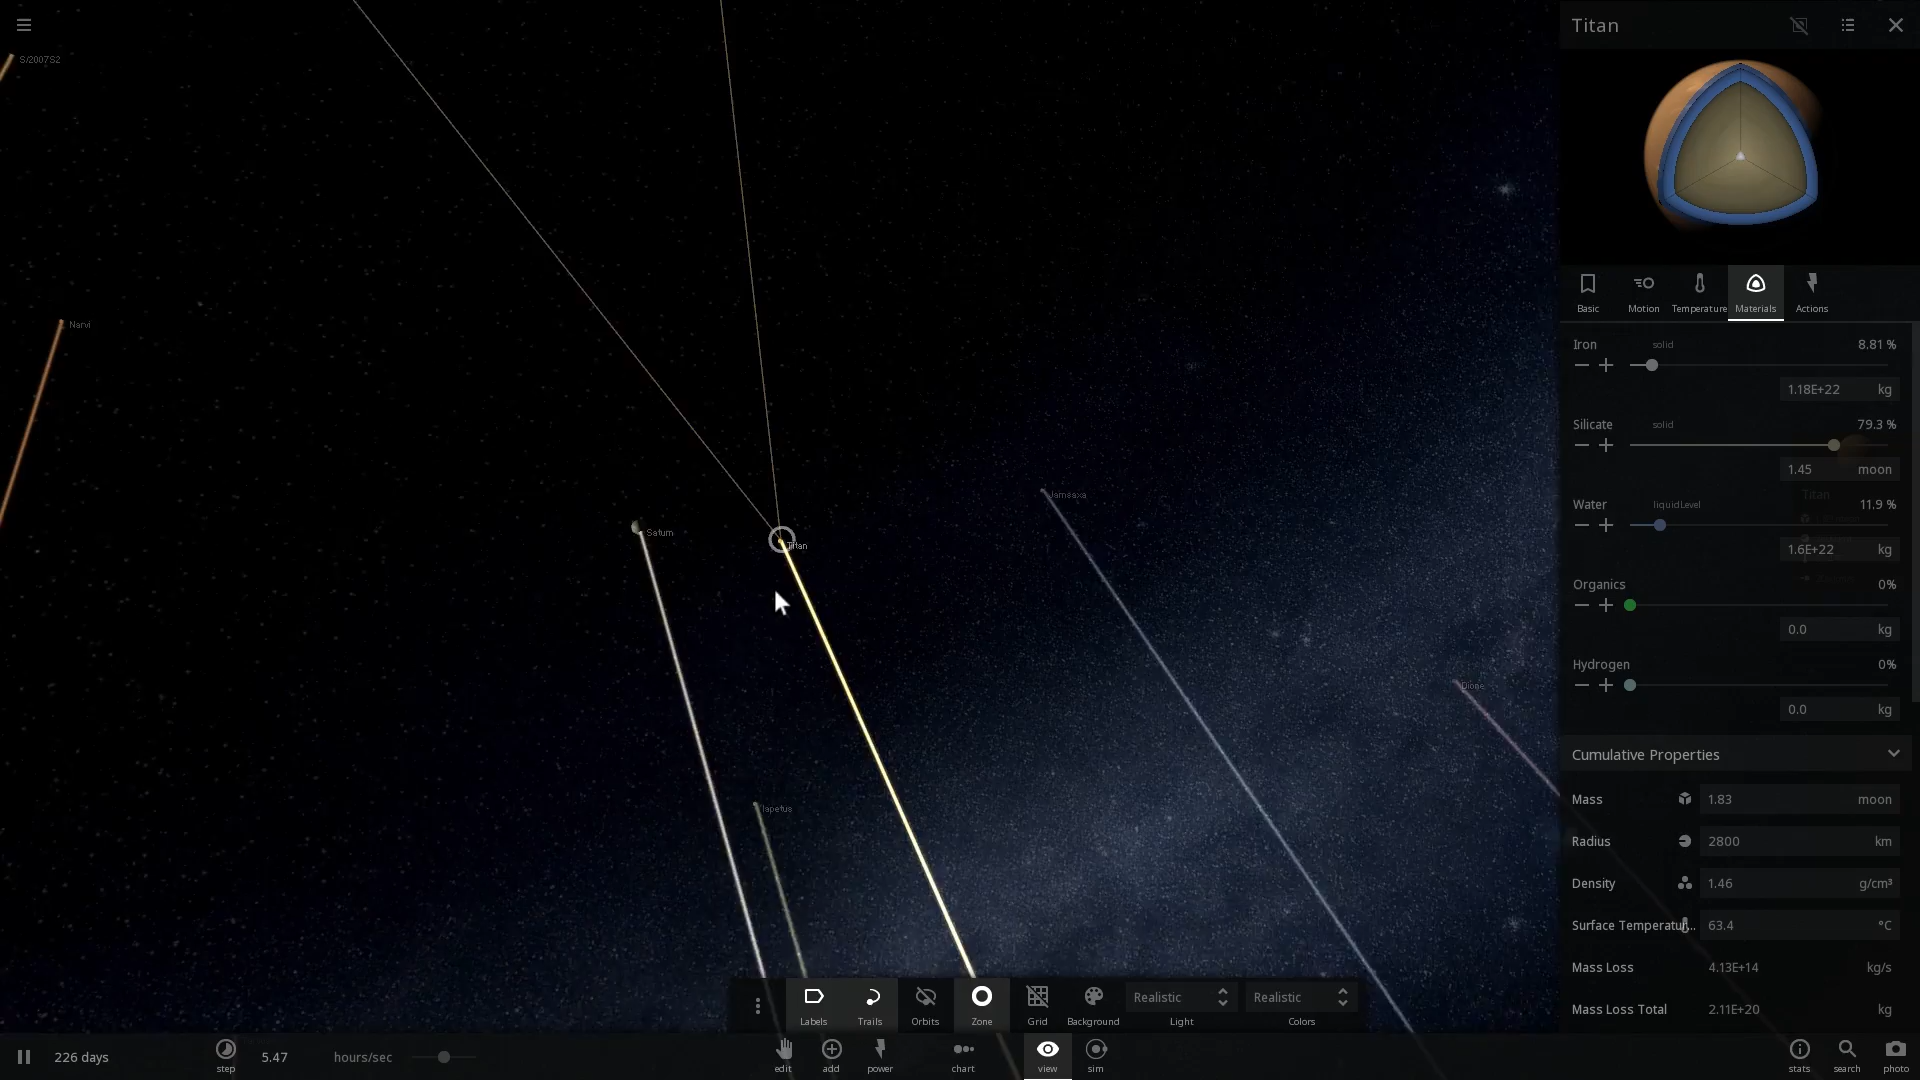 Titan
S/2007S2
Narvi
Saturn
Titan
Jarnsaxa
Dione
Iapetus
Basic
Motion
Temperature
Materials
Actions
Iron solid 8.81 %
1.18E+22 kg
Silicate solid 79.3 %
1.45 moon
Titan
Water liquidLevel 11.9 %
1.6E+22 kg
Organics 0%
0.0 kg
Hydrogen 0%
0.0 kg
Cumulative Properties
Mass 1.83 moon
Radius 2800 km
Density 1.46 g/cm³
Surface Temperatur... 63.4 °C
Mass Loss 4.13E+14 kg/s
Mass Loss Total 2.11E+20 kg
Labels
Trails
Orbits
Zone
Grid
Background
Realistic
Light
Realistic
Colors
226 days
step
5.47 hours/sec
edit
add
power
chart
view
sim
stats
search
photo